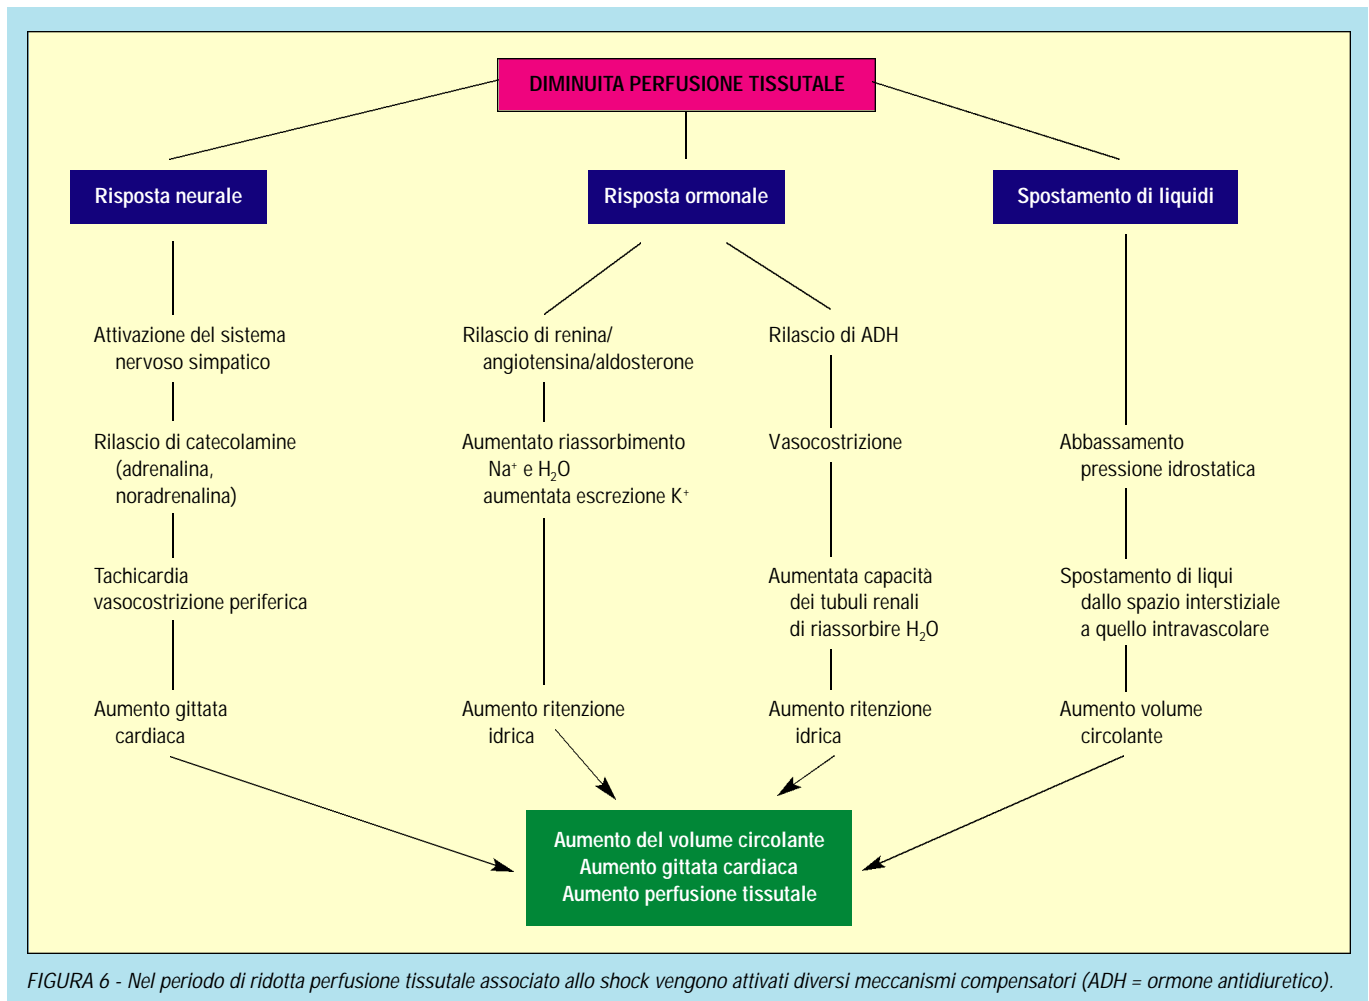 DIMINUITA PERFUSIONE TISSUTALE
Risposta neurale
Attivazione del sistema
nervoso simpatico
Rilascio di catecolamine
(adrenalina,
noradrenalina)
Tachicardia
vasocostrizione periferica
Aumento gittata
cardiaca
Risposta ormonale
Rilascio di renina/
angiotensina/aldosterone
Aumentato riassorbimento
Na⁺ e H₂O
aumentata escrezione K⁺
Aumento ritenzione
idrica
Rilascio di ADH
Vasocostrizione
Aumentata capacità
dei tubuli renali
di riassorbire H₂O
Aumento ritenzione
idrica
Spostamento di liquidi
Abbassamento
pressione idrostatica
Spostamento di liqui
dallo spazio interstiziale
a quello intravascolare
Aumento volume
circolante
Aumento del volume circolante
Aumento gittata cardiaca
Aumento perfusione tissutale
FIGURA 6 - Nel periodo di ridotta perfusione tissutale associato allo shock vengono attivati diversi meccanismi compensatori (ADH = ormone antidiuretico).